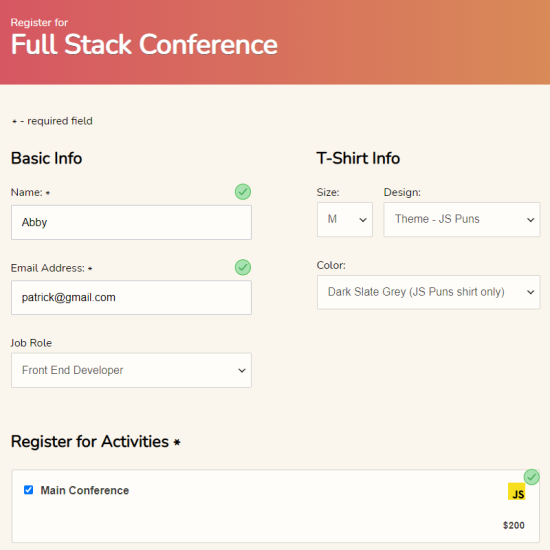 Register for
Full Stack Conference
* - required field
Basic Info
Name: *
Abby
Email Address: *
patrick@gmail.com
Job Role
Front End Developer
T-Shirt Info
Size:
M
Design:
Theme - JS Puns
Color:
Dark Slate Grey (JS Puns shirt only)
Register for Activities *
Main Conference
JS
$200